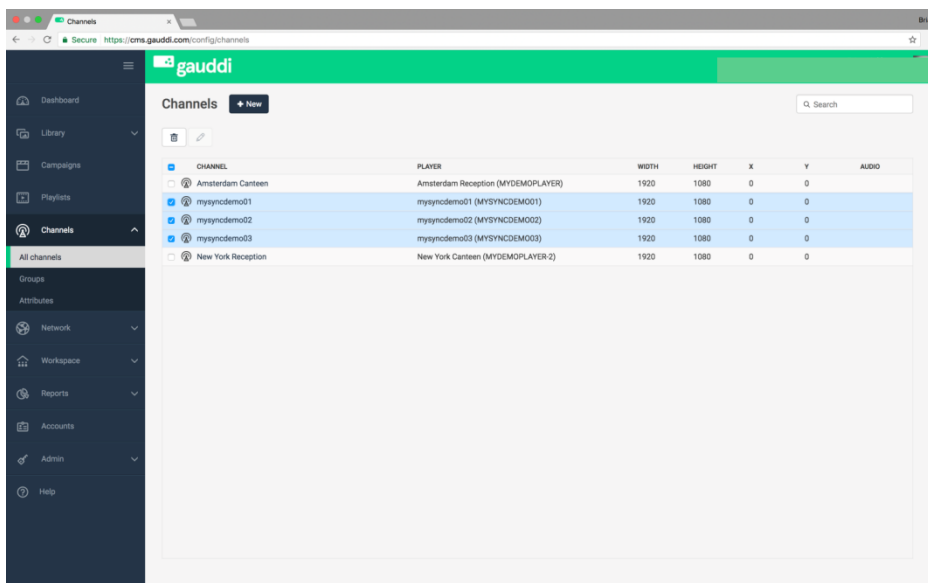 Channels
Bri
Secure https://cms.gauddi.com/config/channels
gauddi
Dashboard
Library
Campaigns
Playlists
Channels
All channels
Groups
Attributes
Network
Workspace
Reports
Accounts
Admin
Help
Channels + New
Search
CHANNEL PLAYER WIDTH HEIGHT X Y AUDIO
Amsterdam Canteen Amsterdam Reception (MYDEMOPLAYER) 1920 1080 0 0
mysyncdemo01 mysyncdemo01 (MYSYNCDEMO01) 1920 1080 0 0
mysyncdemo02 mysyncdemo02 (MYSYNCDEMO02) 1920 1080 0 0
mysyncdemo03 mysyncdemo03 (MYSYNCDEMO03) 1920 1080 0 0
New York Reception New York Canteen (MYDEMOPLAYER-2) 1920 1080 0 0